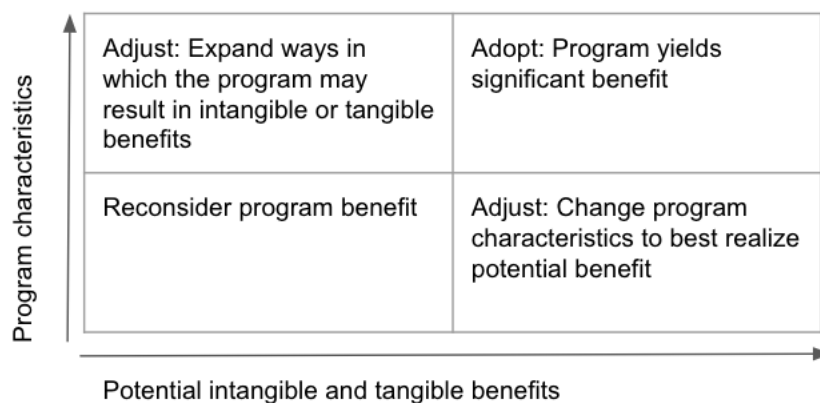 Program characteristics
Adjust: Expand ways in
which the program may
result in intangible or tangible
benefits
Adopt: Program yields
significant benefit
Reconsider program benefit
Adjust: Change program
characteristics to best realize
potential benefit
Potential intangible and tangible benefits